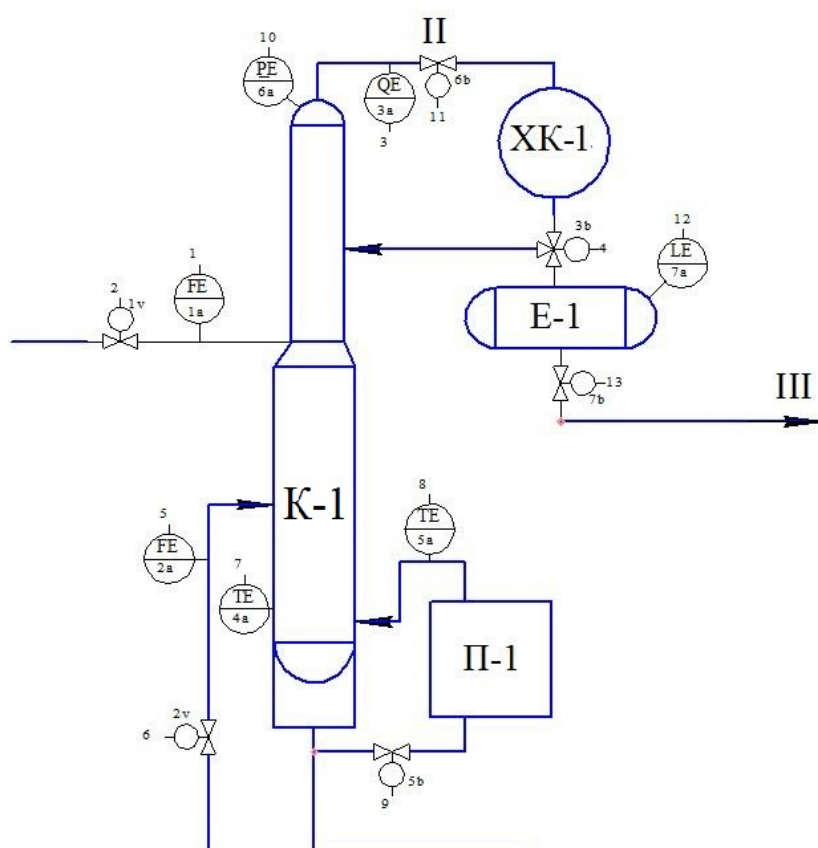 10
II
PE
6a
QE
3a
3
6b
11
ХК-1
3b
4
12
LE
7a
1
FE
1a
2
1v
Е-1
13
7b
III
К-1
8
TE
5a
5
FE
2a
7
TE
4a
П-1
2v
6
5b
9